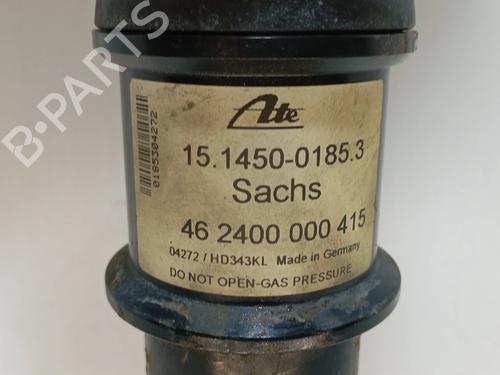 B-PARTS
Ate
15.1450-0185.3
Sachs
46 2400 000 415
04272 / HD343KL Made in Germany
DO NOT OPEN-GAS PRESSURE
0185304272